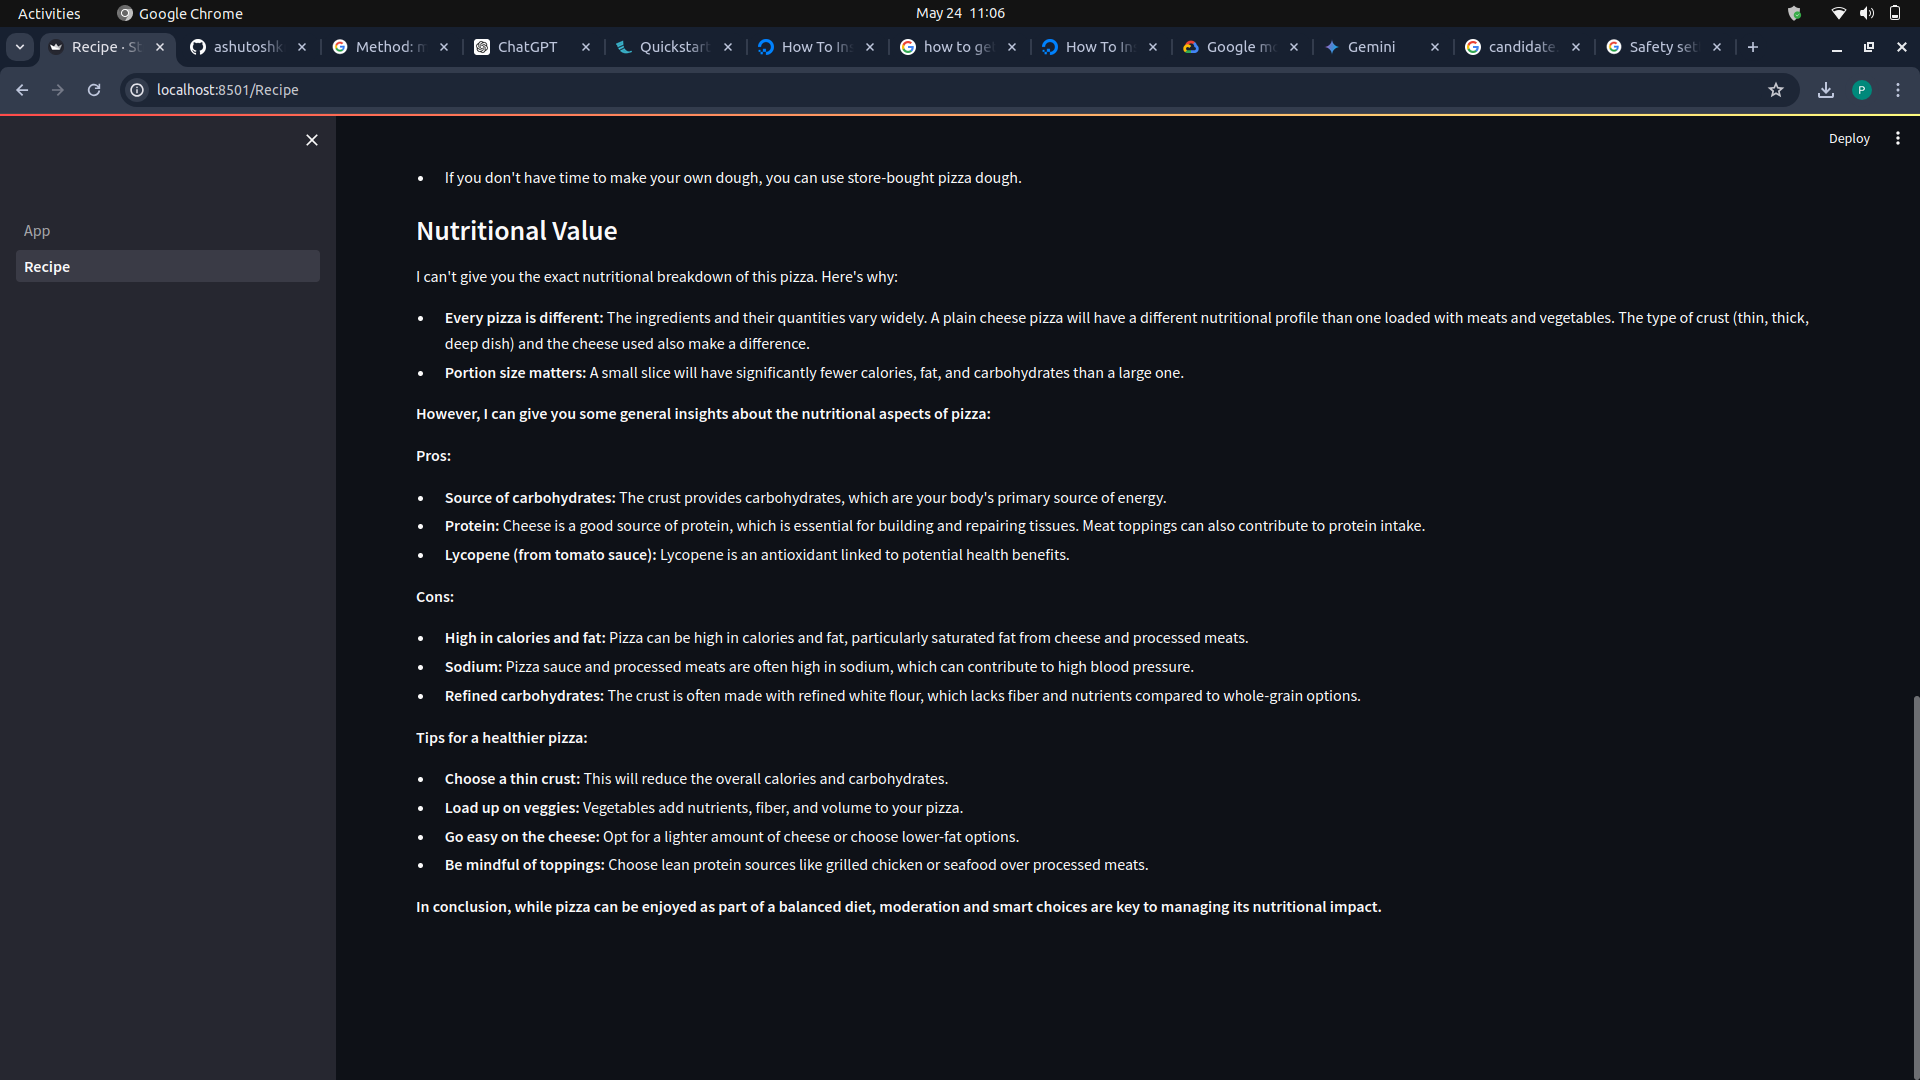 Activities
Google Chrome
May 24 11:06
Recipe · St
ashutoshk
Method: m
ChatGPT
Quickstart
How To Ins
how to get
How To Ins
Google mo
Gemini
candidate.
Safety set
localhost:8501/Recipe
P
Deploy
App
Recipe
If you don't have time to make your own dough, you can use store-bought pizza dough.
Nutritional Value
I can't give you the exact nutritional breakdown of this pizza. Here's why:
Every pizza is different: The ingredients and their quantities vary widely. A plain cheese pizza will have a different nutritional profile than one loaded with meats and vegetables. The type of crust (thin, thick,
deep dish) and the cheese used also make a difference.
Portion size matters: A small slice will have significantly fewer calories, fat, and carbohydrates than a large one.
However, I can give you some general insights about the nutritional aspects of pizza:
Pros:
Source of carbohydrates: The crust provides carbohydrates, which are your body's primary source of energy.
Protein: Cheese is a good source of protein, which is essential for building and repairing tissues. Meat toppings can also contribute to protein intake.
Lycopene (from tomato sauce): Lycopene is an antioxidant linked to potential health benefits.
Cons:
High in calories and fat: Pizza can be high in calories and fat, particularly saturated fat from cheese and processed meats.
Sodium: Pizza sauce and processed meats are often high in sodium, which can contribute to high blood pressure.
Refined carbohydrates: The crust is often made with refined white flour, which lacks fiber and nutrients compared to whole-grain options.
Tips for a healthier pizza:
Choose a thin crust: This will reduce the overall calories and carbohydrates.
Load up on veggies: Vegetables add nutrients, fiber, and volume to your pizza.
Go easy on the cheese: Opt for a lighter amount of cheese or choose lower-fat options.
Be mindful of toppings: Choose lean protein sources like grilled chicken or seafood over processed meats.
In conclusion, while pizza can be enjoyed as part of a balanced diet, moderation and smart choices are key to managing its nutritional impact.